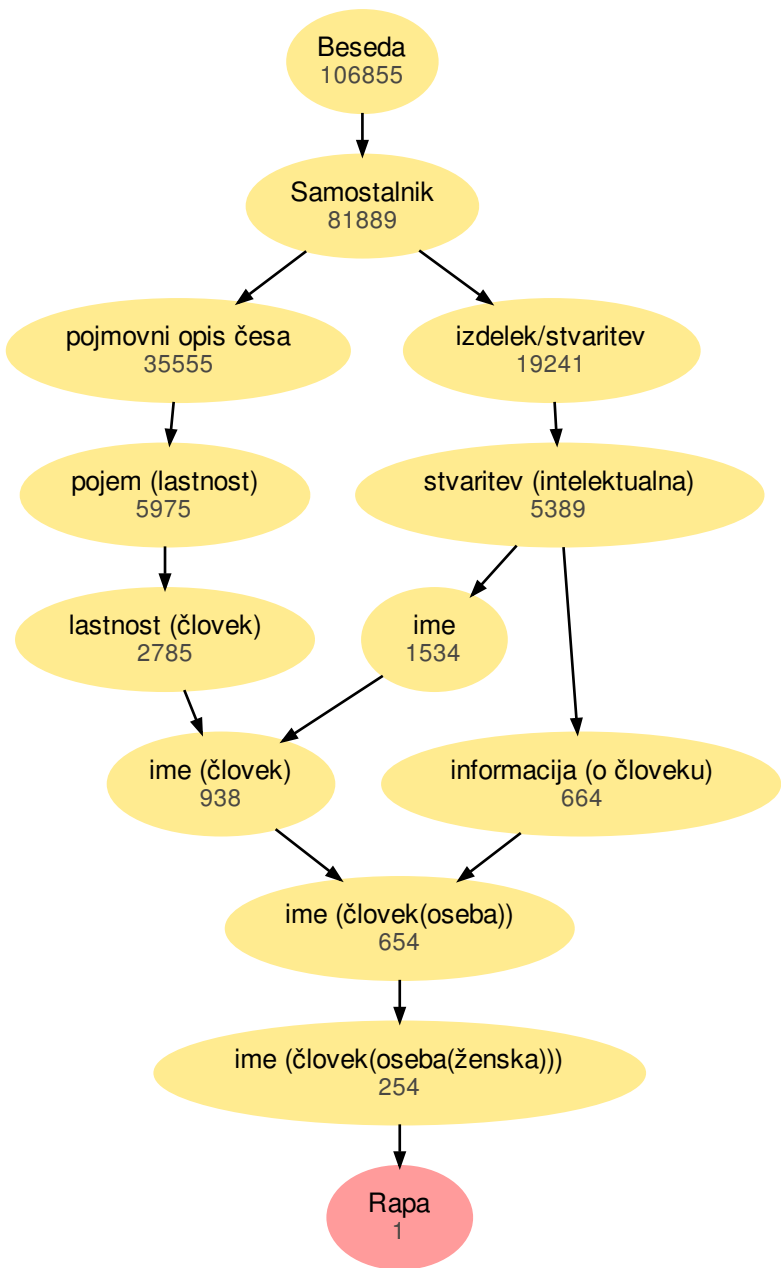 Beseda
106855
Samostalnik
81889
pojmovni opis česa
35555
izdelek/stvaritev
19241
pojem (lastnost)
5975
stvaritev (intelektualna)
5389
lastnost (človek)
2785
ime
1534
ime (človek)
938
informacija (o človeku)
664
ime (človek(oseba))
654
ime (človek(oseba(ženska)))
254
Rapa
1